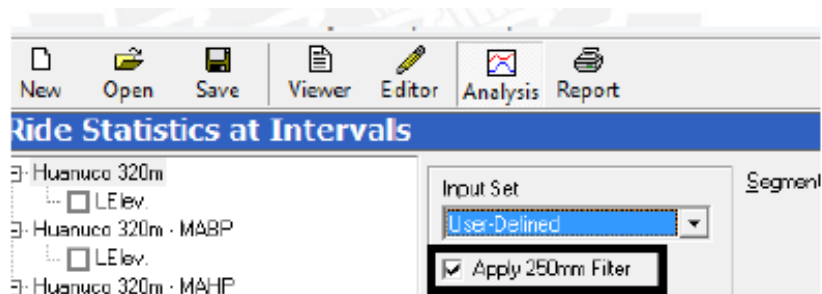 New Open Save Viewer Editor Analysis Report
Ride Statistics at Intervals
Huanuco 320m
LElev.
Huanuco 320m - MABP
LElev.
Huanuco 320m - MAHP
Input Set
User-Defined
Apply 250mm Filter
Segment